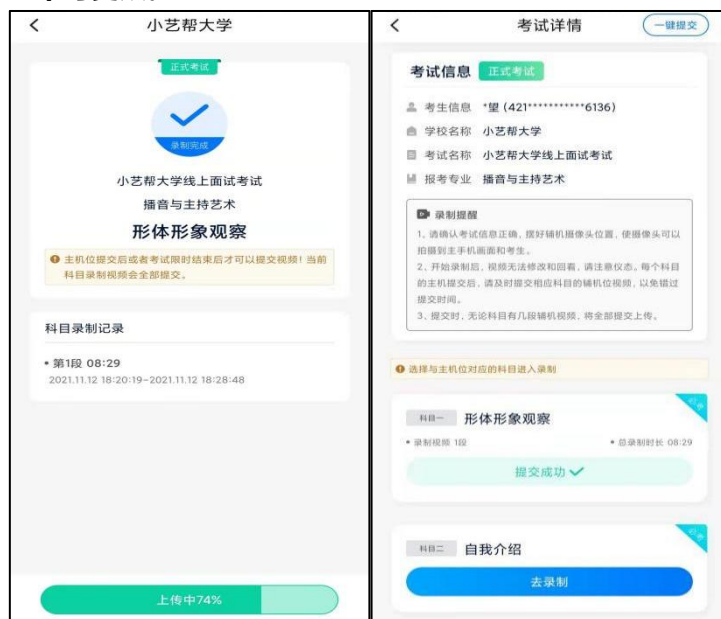 小艺帮大学
正式考试
录制完成
小艺帮大学线上面试考试
播音与主持艺术
形体形象观察
主机位提交后或者考试限时结束后才可以提交视频！当前
科目录制视频会全部提交。
科目录制记录
• 第1段 08:29
2021.11.12 18:20:19~2021.11.12 18:28:48
上传中74%
考试详情
一键提交
考试信息 正式考试
考生信息 *望 (421***********6136)
学校名称 小艺帮大学
考试名称 小艺帮大学线上面试考试
报考专业 播音与主持艺术
录制提醒
1、请确认考试信息正确，摆好辅机摄像头位置，使摄像头可以
拍摄到主手机画面和考生。
2、开始录制后，视频无法修改和回看，请注意仪态。每个科目
的主机提交后，请及时提交相应科目的辅机位视频，以免错过
提交时间。
3、提交时，无论科目有几段辅机视频，将全部提交上传。
选择与主机位对应的科目进入录制
必考
科目一 形体形象观察
• 录制视频 1段 • 总录制时长 08:29
提交成功
必考
科目二 自我介绍
去录制